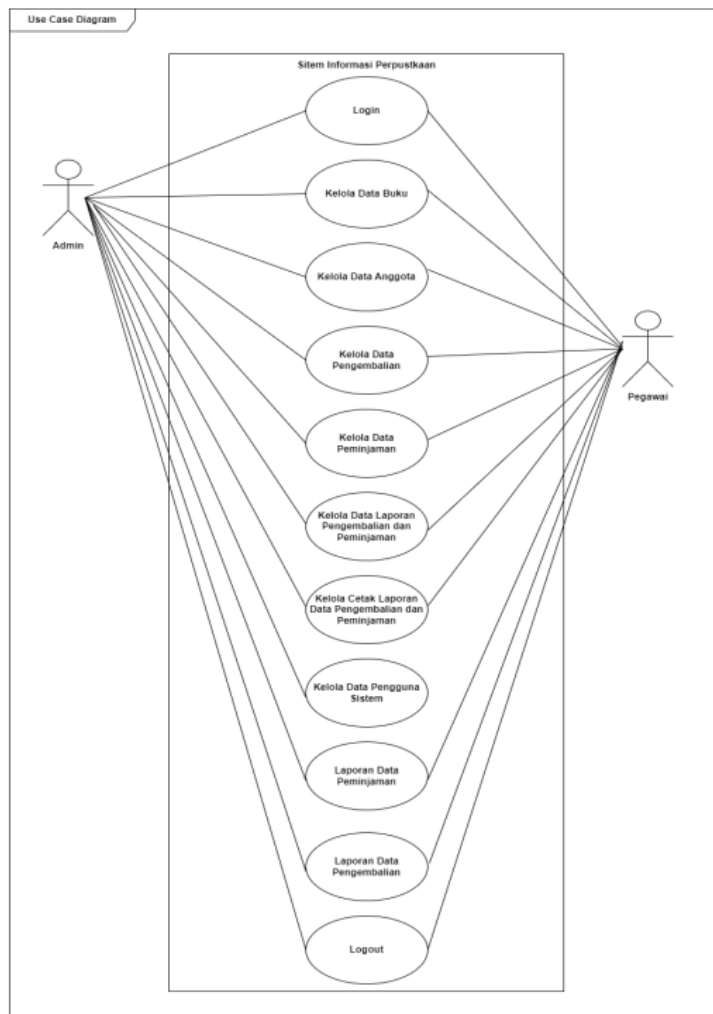 Use Case Diagram
Sitem Informasi Perpustkaan
Login
Kelola Data Buku
Admin
Kelola Data Anggota
Kelola Data
Pengembalian
Pegawai
Kelola Data
Peminjaman
Kelola Data Laporan
Pengembalian dan
Peminjaman
Kelola Cetak Laporan
Data Pengembalian dan
Peminjaman
Kelola Data Pengguna
Sistem
Laporan Data
Peminjaman
Laporan Data
Pengembalian
Logout